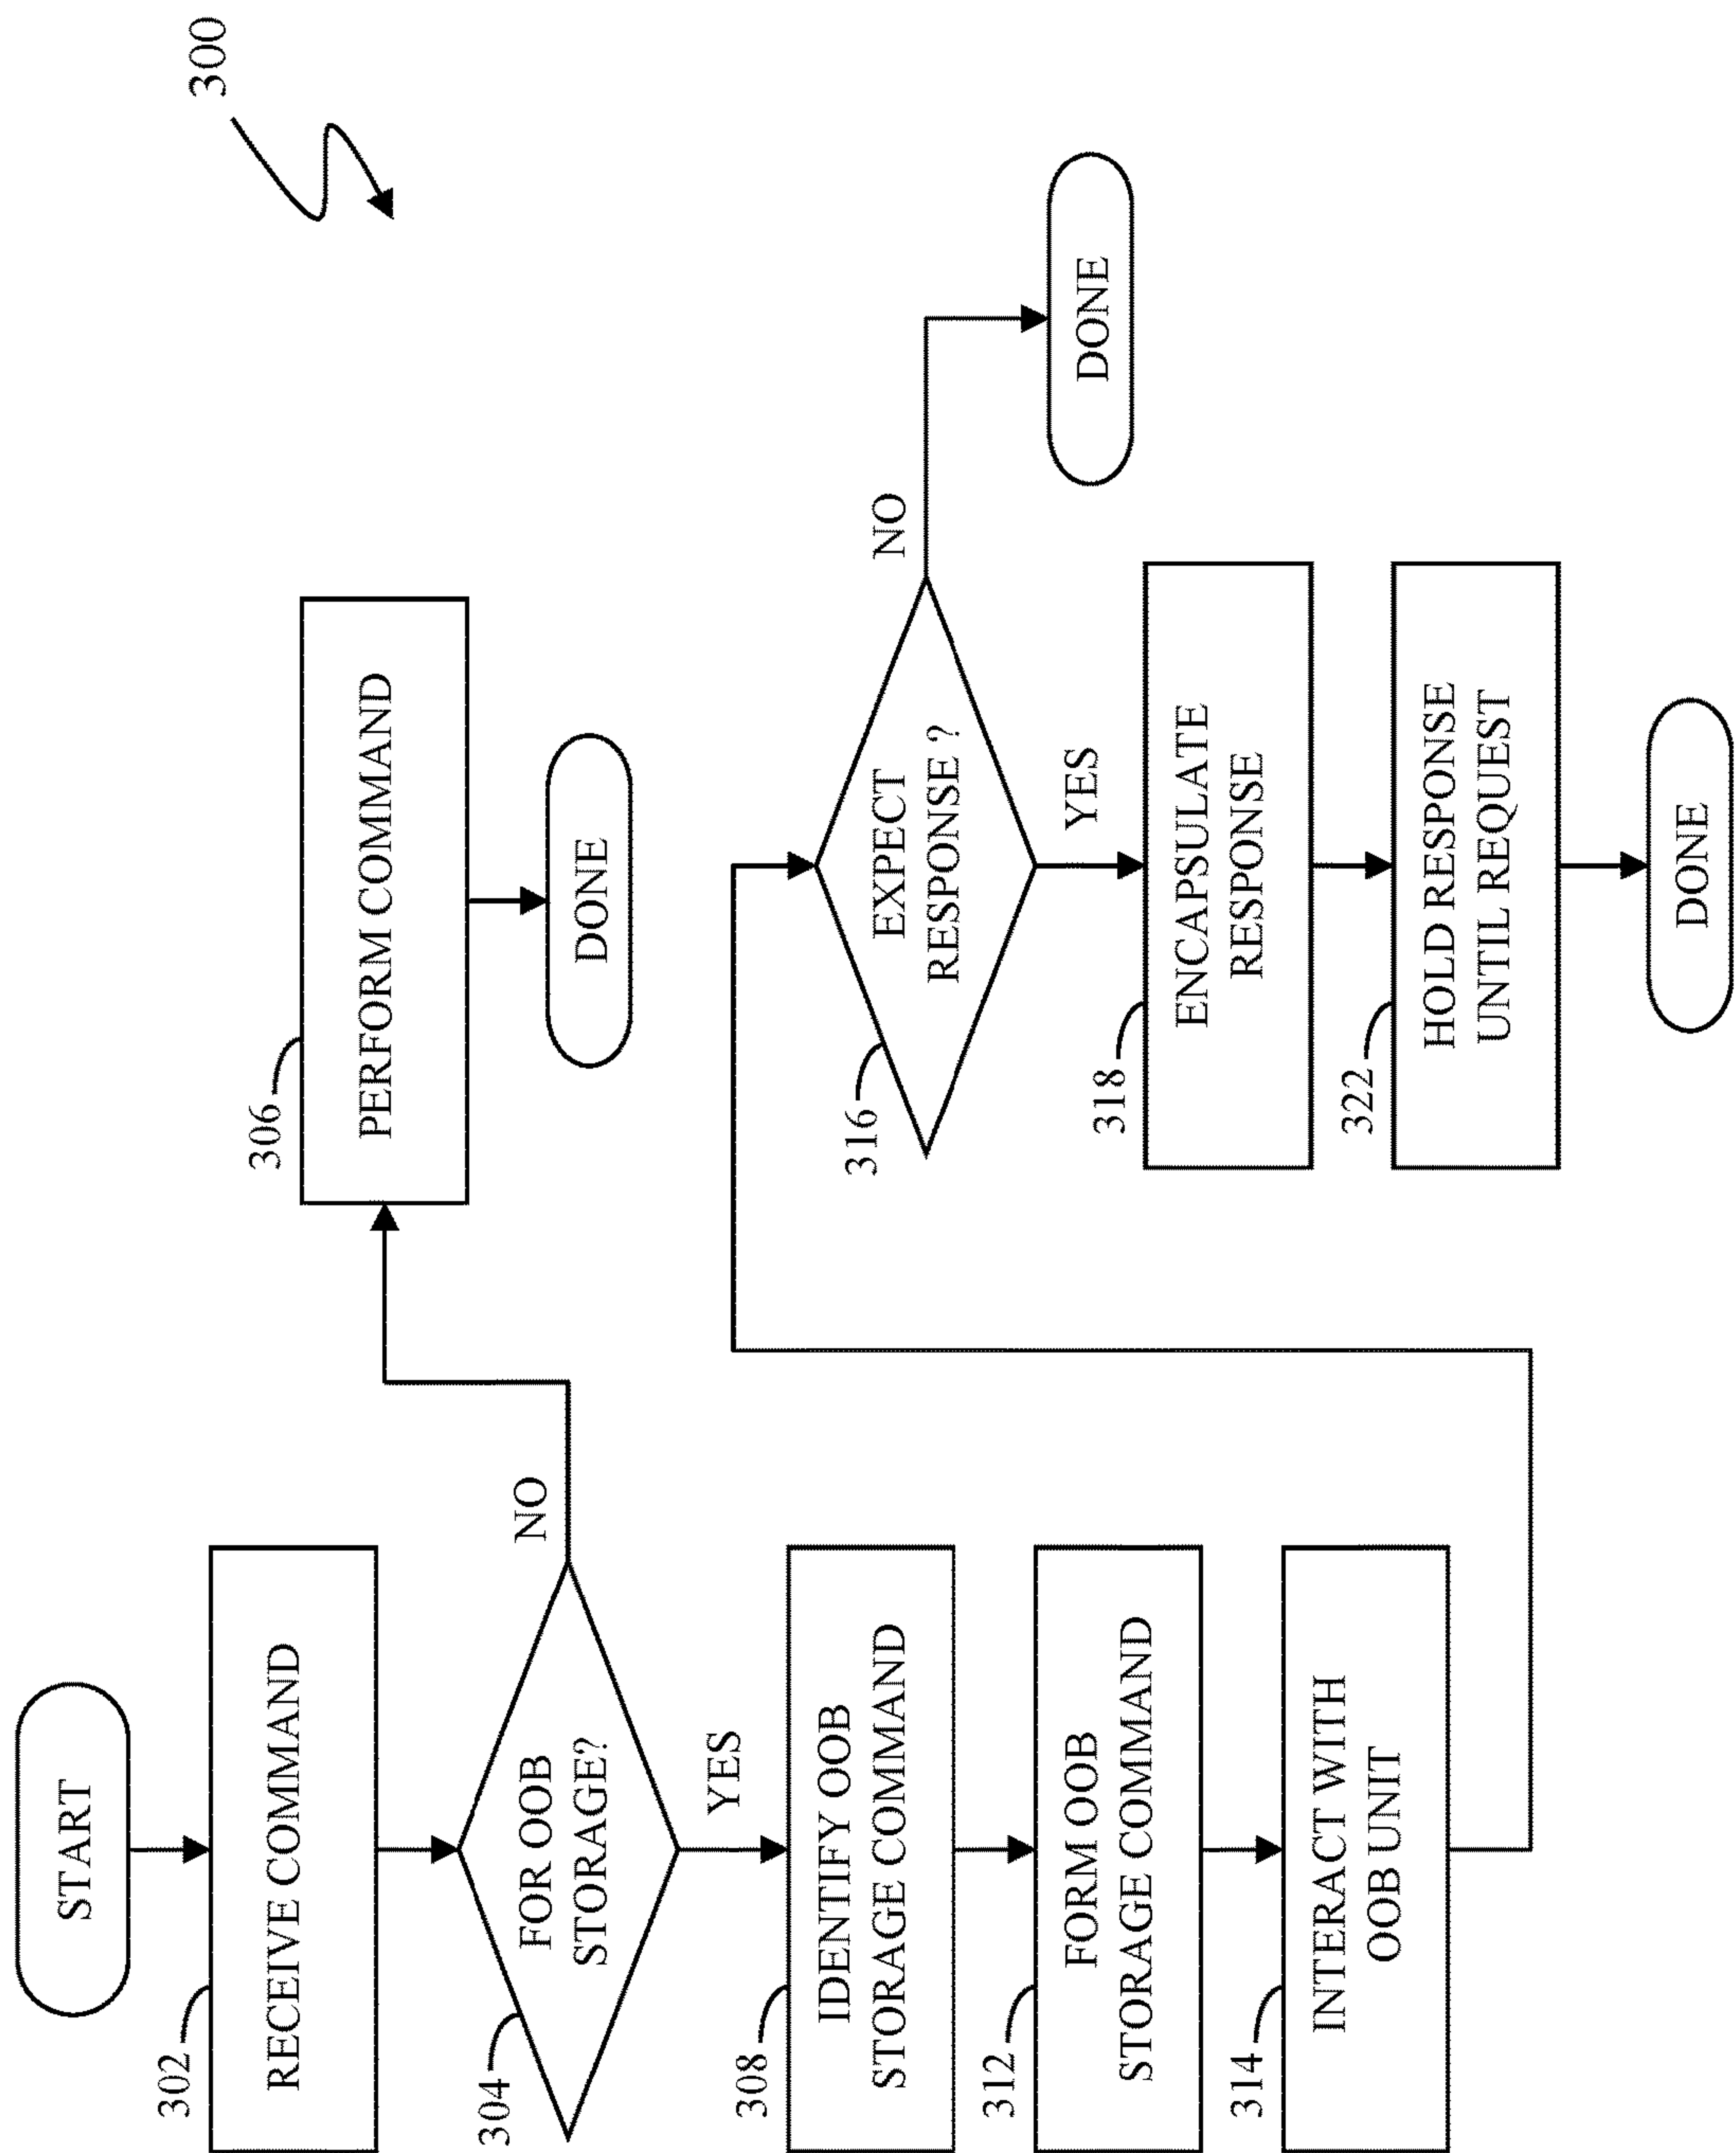 300
START
302
RECEIVE COMMAND
304
FOR OOB
STORAGE?
NO
YES
306
PERFORM COMMAND
DONE
308
IDENTIFY OOB
STORAGE COMMAND
312
FORM OOB
STORAGE COMMAND
314
INTERACT WITH
OOB UNIT
316
EXPECT
RESPONSE ?
NO
DONE
YES
318
ENCAPSULATE
RESPONSE
322
HOLD RESPONSE
UNTIL REQUEST
DONE